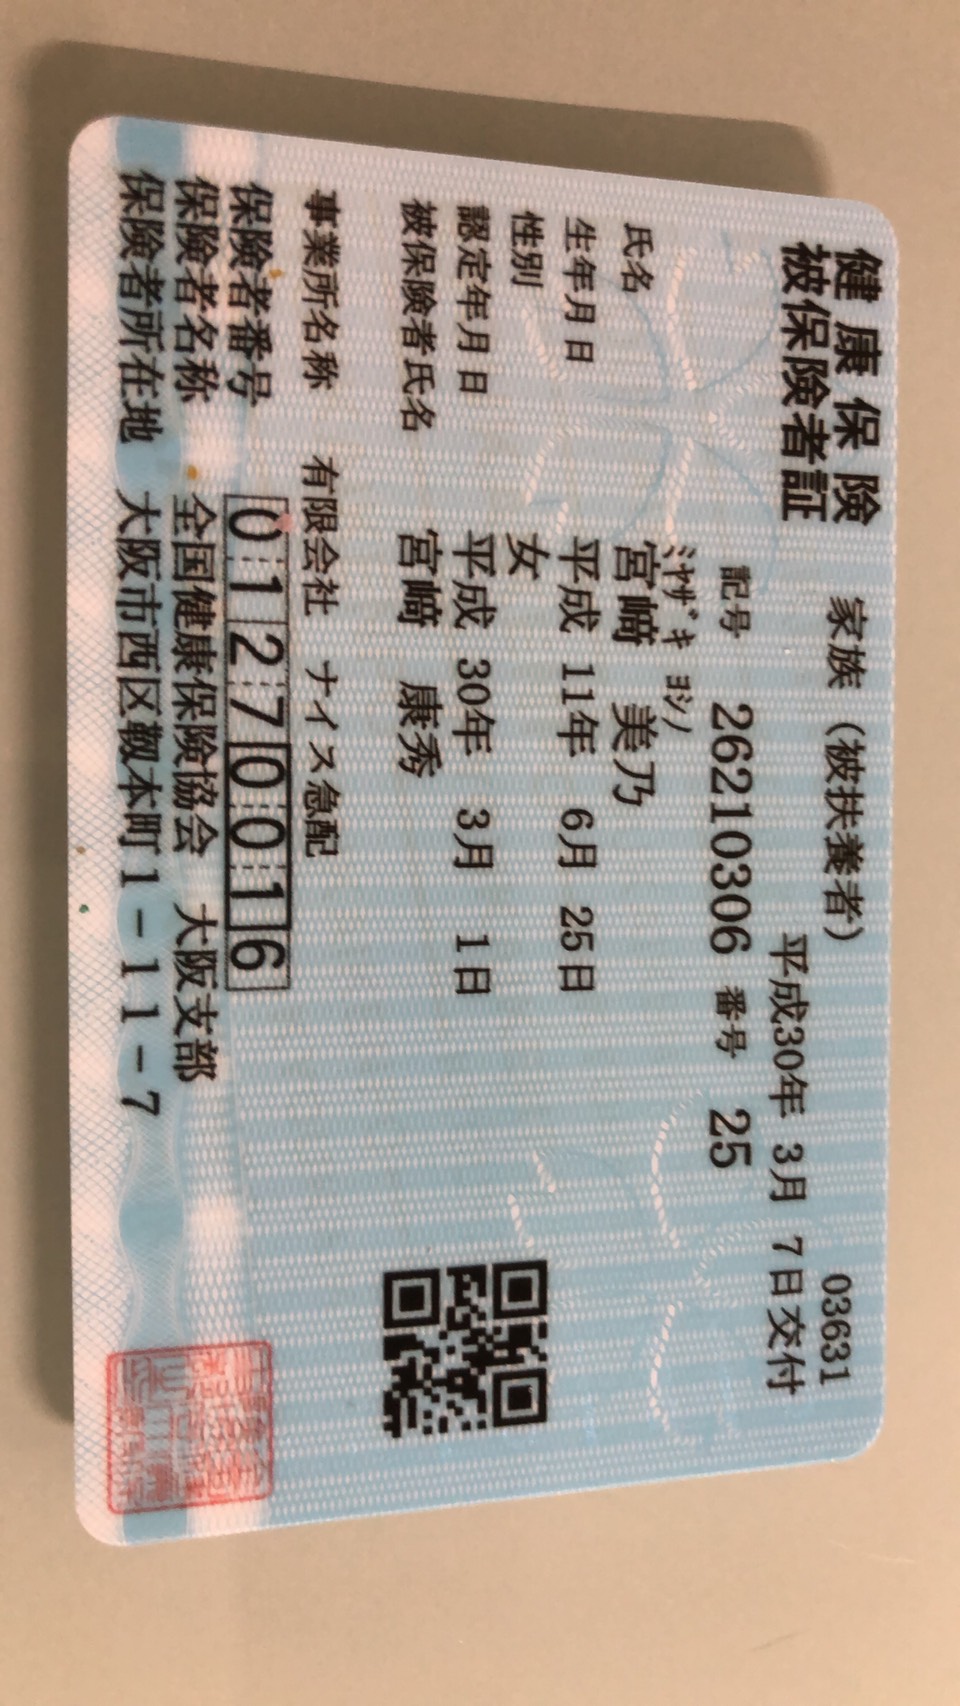 健康保険
被保険者証
家族（被扶養者）
03631
平成30年 3月 7日交付
記号 26210306 番号 25
ﾐﾔｻﾞｷ ﾖｼﾉ
氏名 宮﨑 美乃
生年月日 平成 11年 6月 25日
性別 女
認定年月日 平成 30年 3月 1日
被保険者氏名 宮﨑 康秀
事業所名称 有限会社 ナイス急配
保険者番号 01270016
保険者名称 全国健康保険協会 大阪支部
保険者所在地 大阪市西区靱本町1-11-7